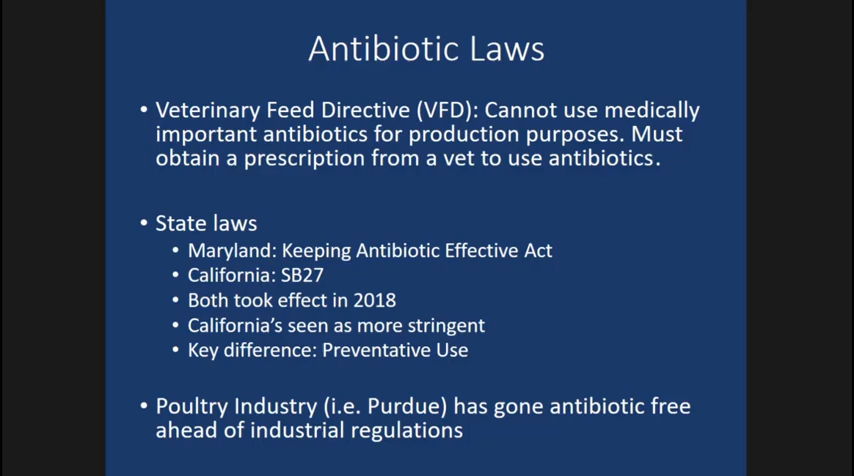 Antibiotic Laws
• Veterinary Feed Directive (VFD): Cannot use medically
important antibiotics for production purposes. Must
obtain a prescription from a vet to use antibiotics.
• State laws
• Maryland: Keeping Antibiotic Effective Act
• California: SB27
• Both took effect in 2018
• California's seen as more stringent
• Key difference: Preventative Use
• Poultry Industry (i.e. Purdue) has gone antibiotic free
ahead of industrial regulations